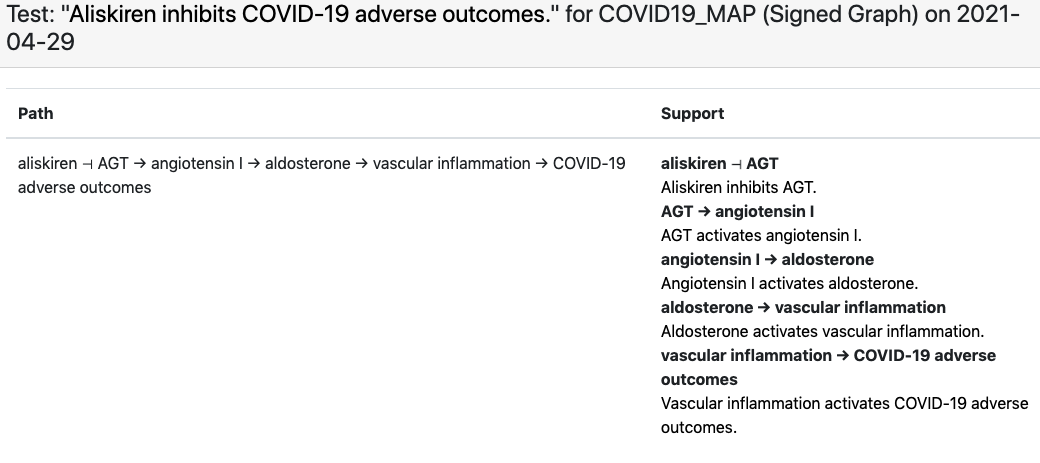 Test: "Aliskiren inhibits COVID-19 adverse outcomes." for COVID19_MAP (Signed Graph) on 2021-
04-29
Path
Support
aliskiren ⊣ AGT → angiotensin I → aldosterone → vascular inflammation → COVID-19
adverse outcomes
aliskiren ⊣ AGT
Aliskiren inhibits AGT.
AGT → angiotensin I
AGT activates angiotensin I.
angiotensin I → aldosterone
Angiotensin I activates aldosterone.
aldosterone → vascular inflammation
Aldosterone activates vascular inflammation.
vascular inflammation → COVID-19 adverse
outcomes
Vascular inflammation activates COVID-19 adverse
outcomes.